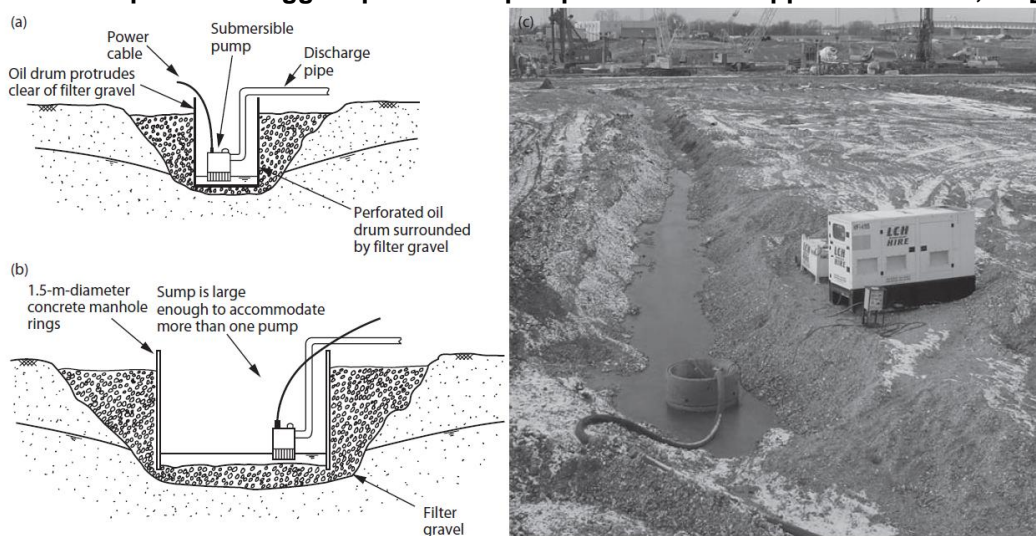 (a)
Power
cable
Submersible
pump
Discharge
pipe
Oil drum protrudes
clear of filter gravel
Perforated oil
drum surrounded
by filter gravel
(b)
1.5-m-diameter
concrete manhole
rings
Sump is large
enough to accommodate
more than one pump
Filter
gravel
(c)
LCH
HIRE
LCH
HIRE